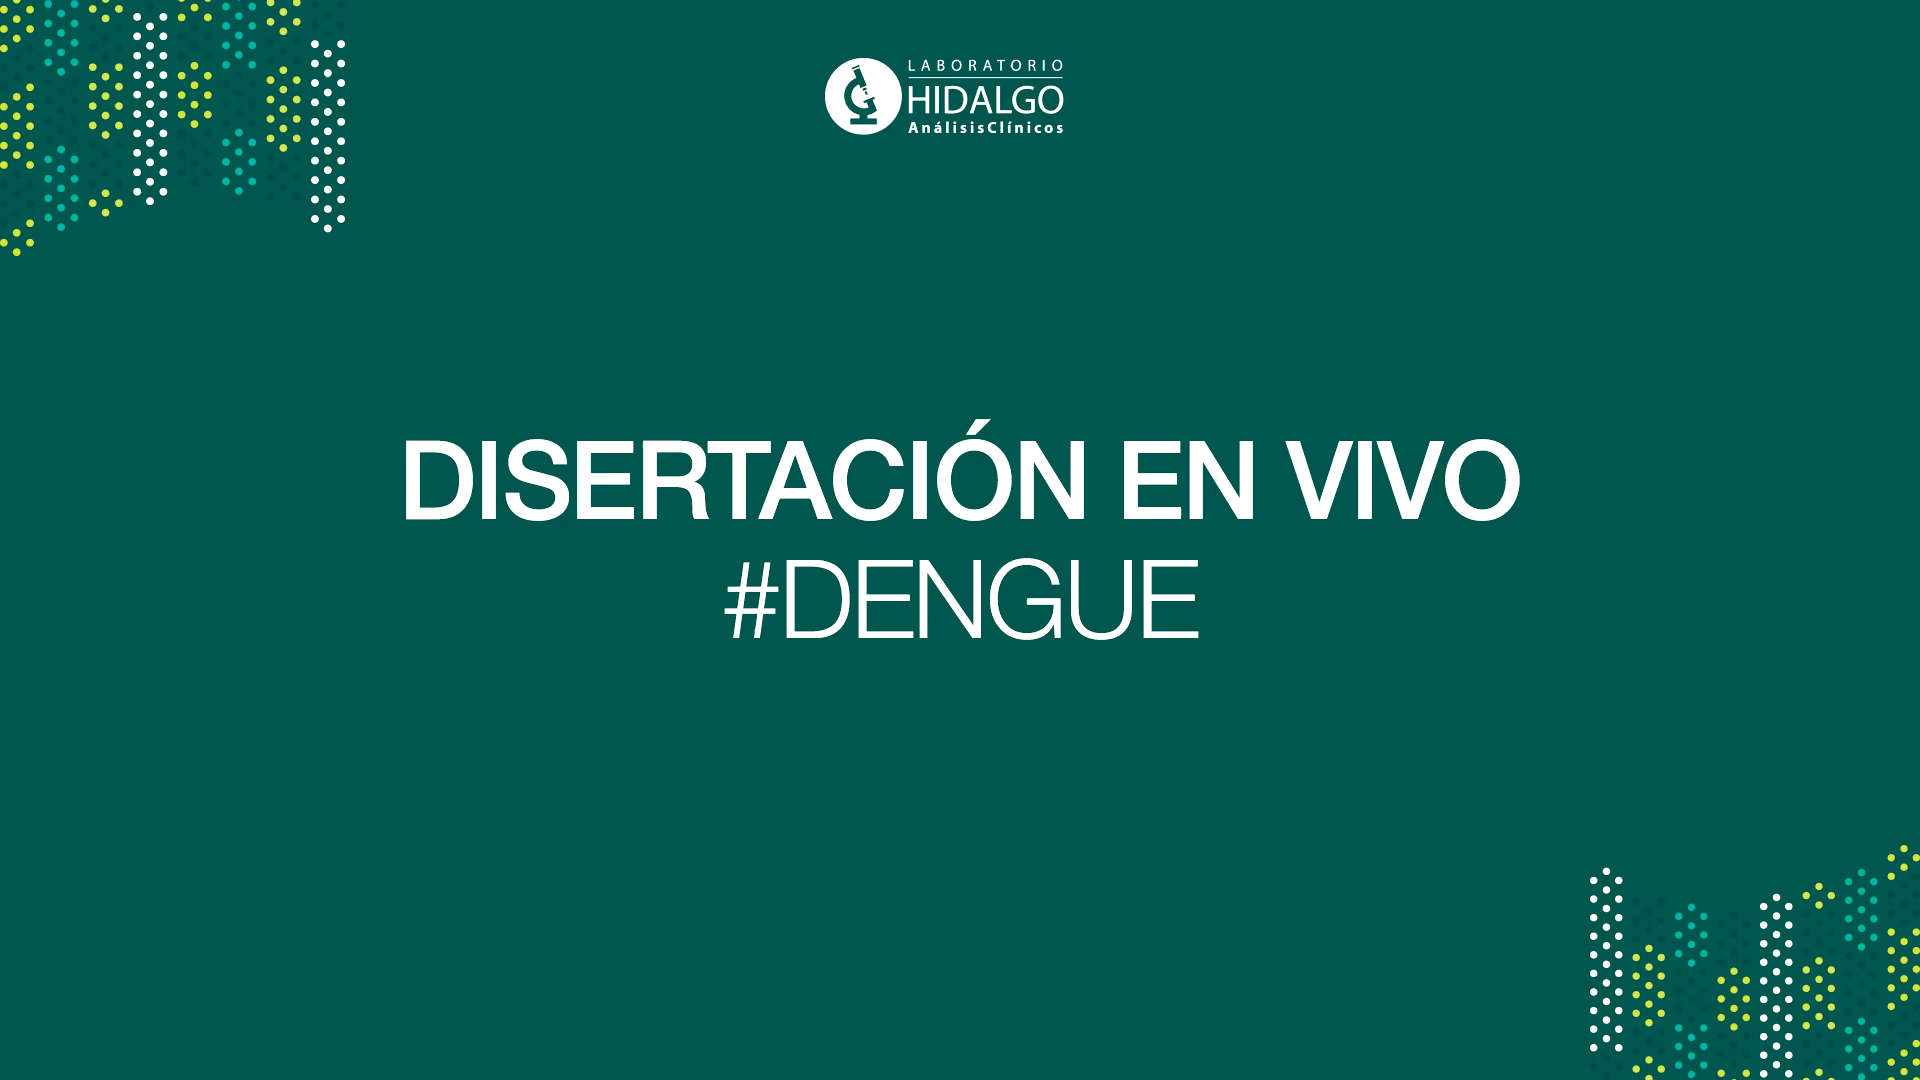 LABORATORIO
HIDALGO
AnálisisClínicos
DISERTACIÓN EN VIVO
#DENGUE